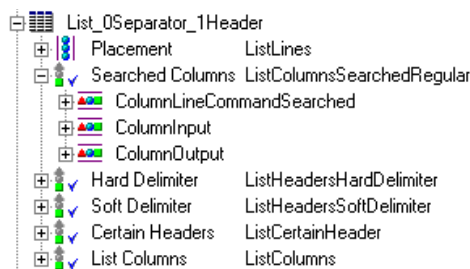 List_0Separator_1Header
Placement ListLines
Searched Columns ListColumnsSearchedRegular
ColumnLineCommandSearched
ColumnInput
ColumnOutput
Hard Delimiter ListHeadersHardDelimiter
Soft Delimiter ListHeadersSoftDelimiter
Certain Headers ListCertainHeader
List Columns ListColumns